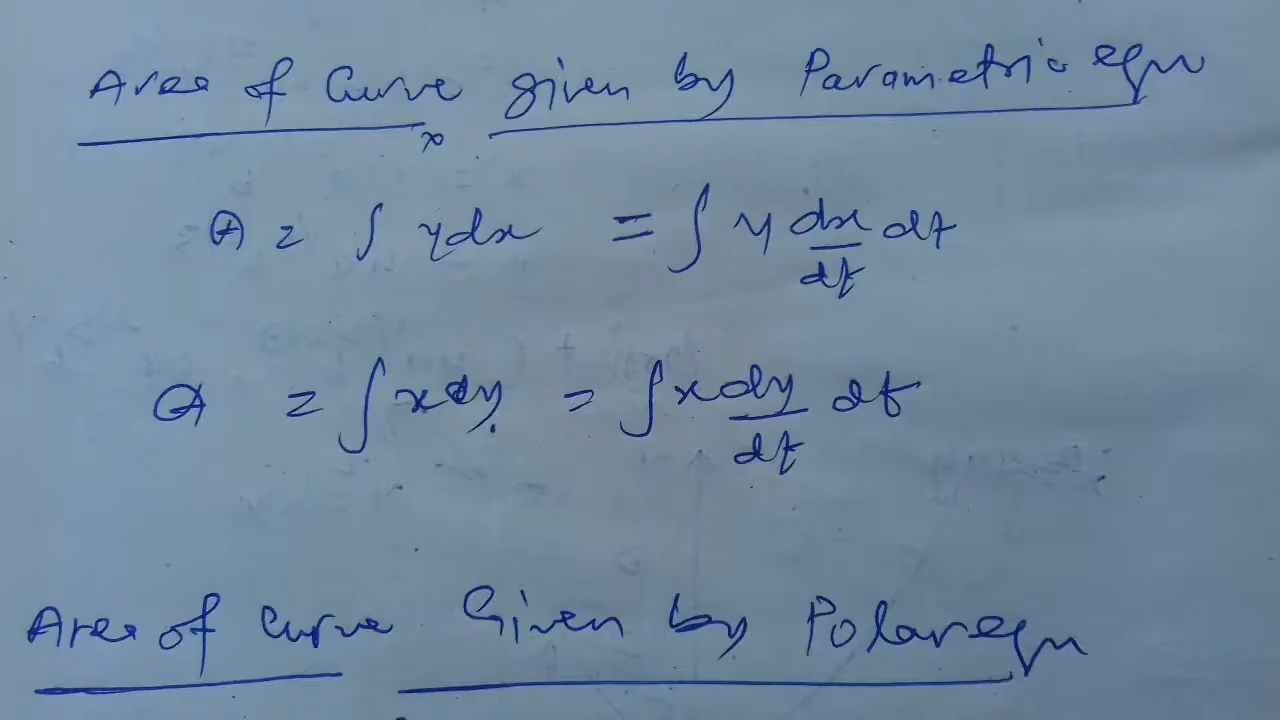 Area of Curve given by Parametric eqn
A = ∫ y dx = ∫ y dx/dt dt
A = ∫ x dy = ∫ x dy/dt dt
Area of curve Given by Polar eqn